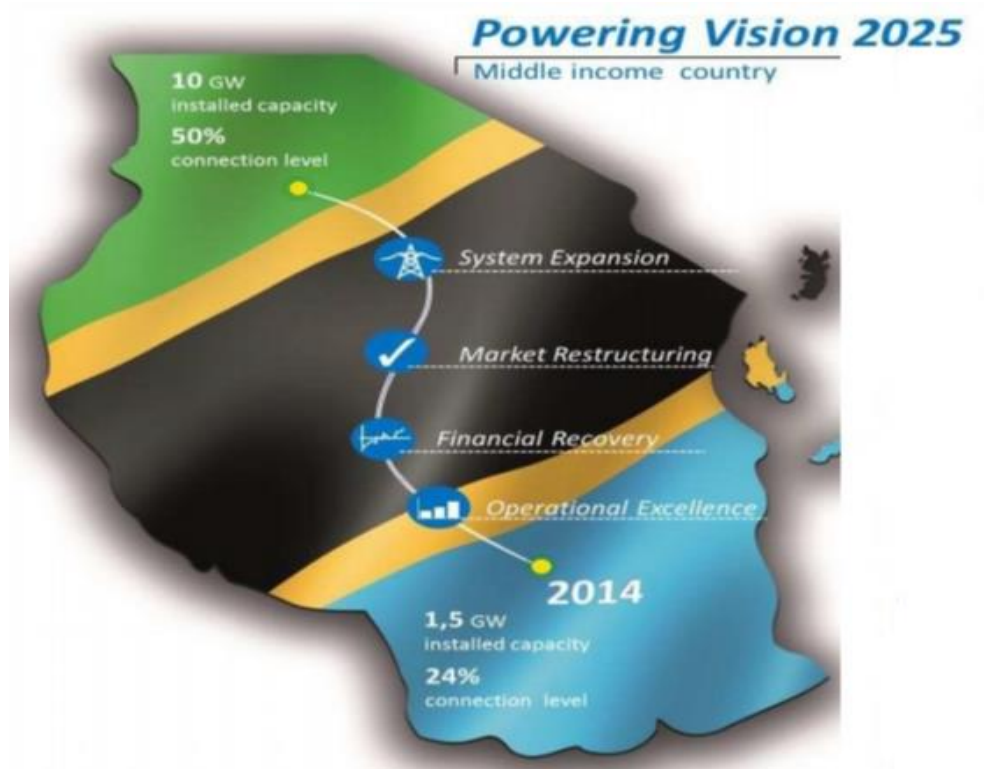 Powering Vision 2025
Middle income country
10 GW
installed capacity
50%
connection level
System Expansion
Market Restructuring
Financial Recovery
Operational Excellence
2014
1,5 GW
installed capacity
24%
connection level